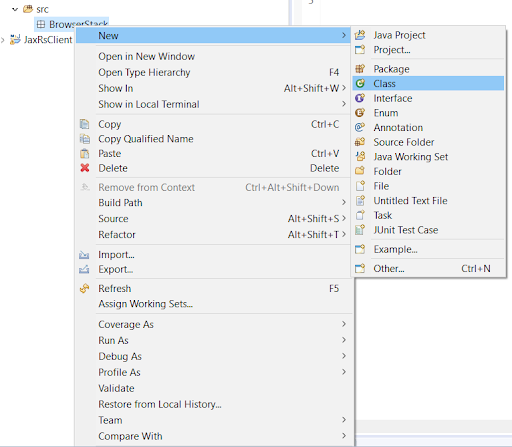 src
BrowserStack
JaxRsClient
New
Open in New Window
Open Type Hierarchy F4
Show In Alt+Shift+W
Show in Local Terminal
Copy Ctrl+C
Copy Qualified Name
Paste Ctrl+V
Delete Delete
Remove from Context Ctrl+Alt+Shift+Down
Build Path
Source Alt+Shift+S
Refactor Alt+Shift+T
Import...
Export...
Refresh F5
Assign Working Sets...
Coverage As
Run As
Debug As
Profile As
Validate
Restore from Local History...
Team
Compare With
Java Project
Project...
Package
Class
Interface
Enum
Annotation
Source Folder
Java Working Set
Folder
File
Untitled Text File
Task
JUnit Test Case
Example...
Other... Ctrl+N